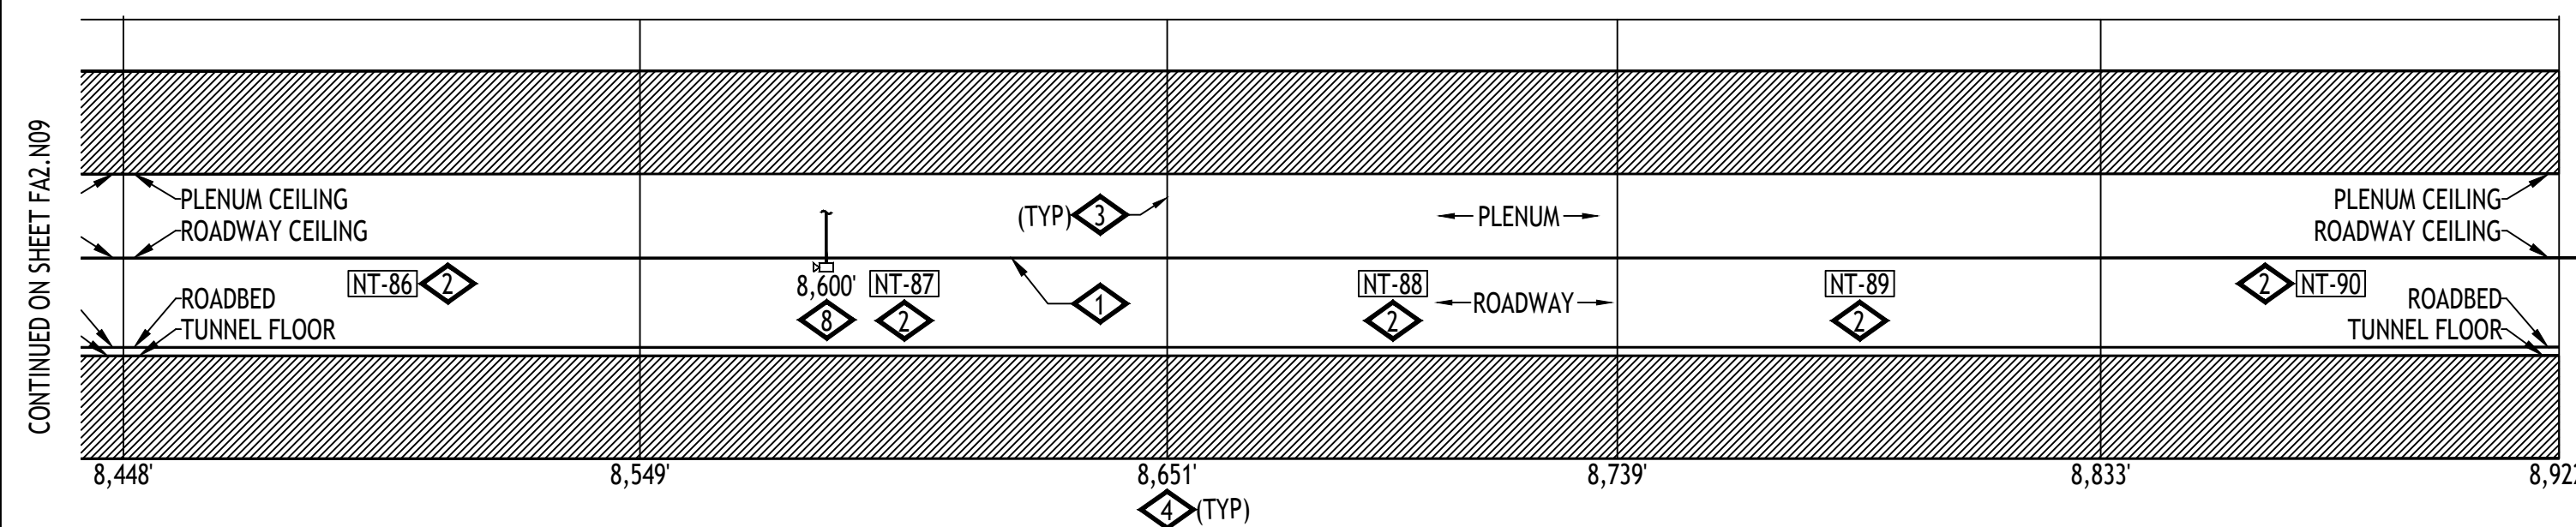 CONTINUED ON SHEET FA2.N09
PLENUM CEILING
ROADWAY CEILING
(TYP) 3
PLENUM
PLENUM CEILING
ROADWAY CEILING
NT-86 2
8,600'
8
NT-87
2
1
NT-88
2
ROADWAY
NT-89
2
2 NT-90
ROADBED
TUNNEL FLOOR
ROADBED
TUNNEL FLOOR
8,448'
8,549'
8,651'
8,739'
8,833'
4 (TYP)